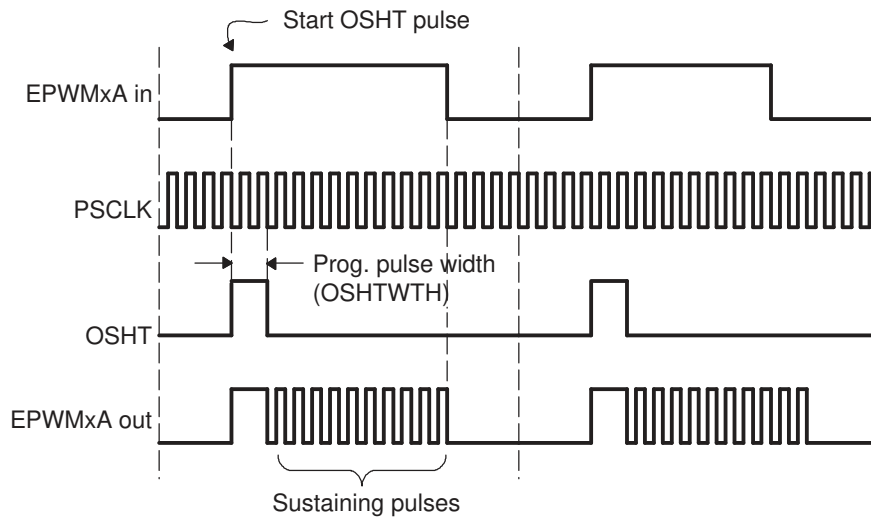 Start OSHT pulse
EPWMxA in
PSCLK
Prog. pulse width
(OSHTWTH)
OSHT
EPWMxA out
Sustaining pulses